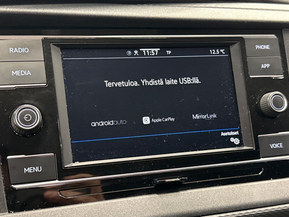 RADIO
MEDIA
MENU
11:37 TP 12.5°C
Tervetuloa. Yhdistä laite USB:llä.
androidauto Apple CarPlay MirrorLink
Asetukset
PHONE
APP
VOICE